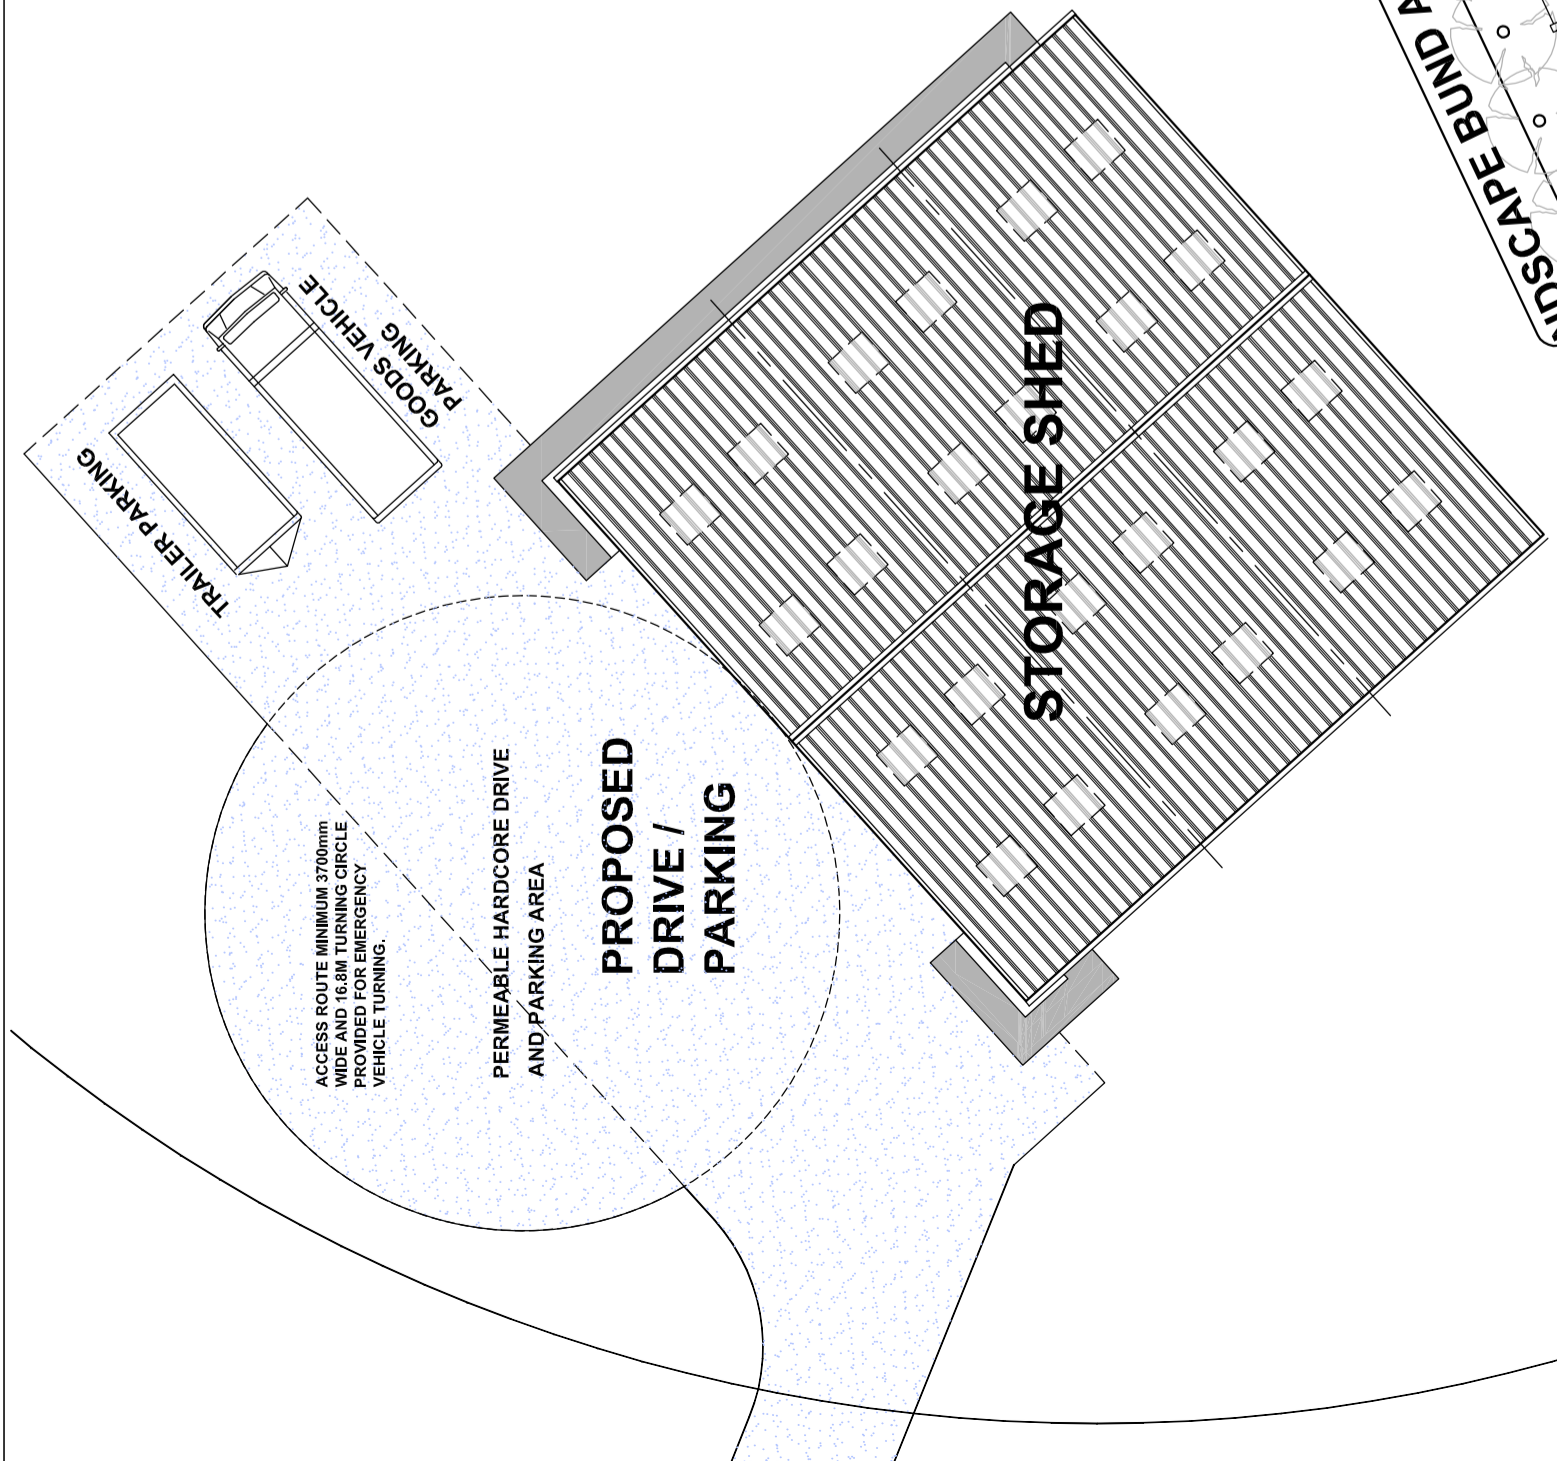 TRAILER PARKING
GOODS VEHICLE
PARKING
STORAGE SHED
PROPOSED
DRIVE /
PARKING
PERMEABLE HARDCORE DRIVE
AND PARKING AREA
ACCESS ROUTE MINIMUM 3700mm
WIDE AND 16.8M TURNING CIRCLE
PROVIDED FOR EMERGENCY
VEHICLE TURNING.
BUND